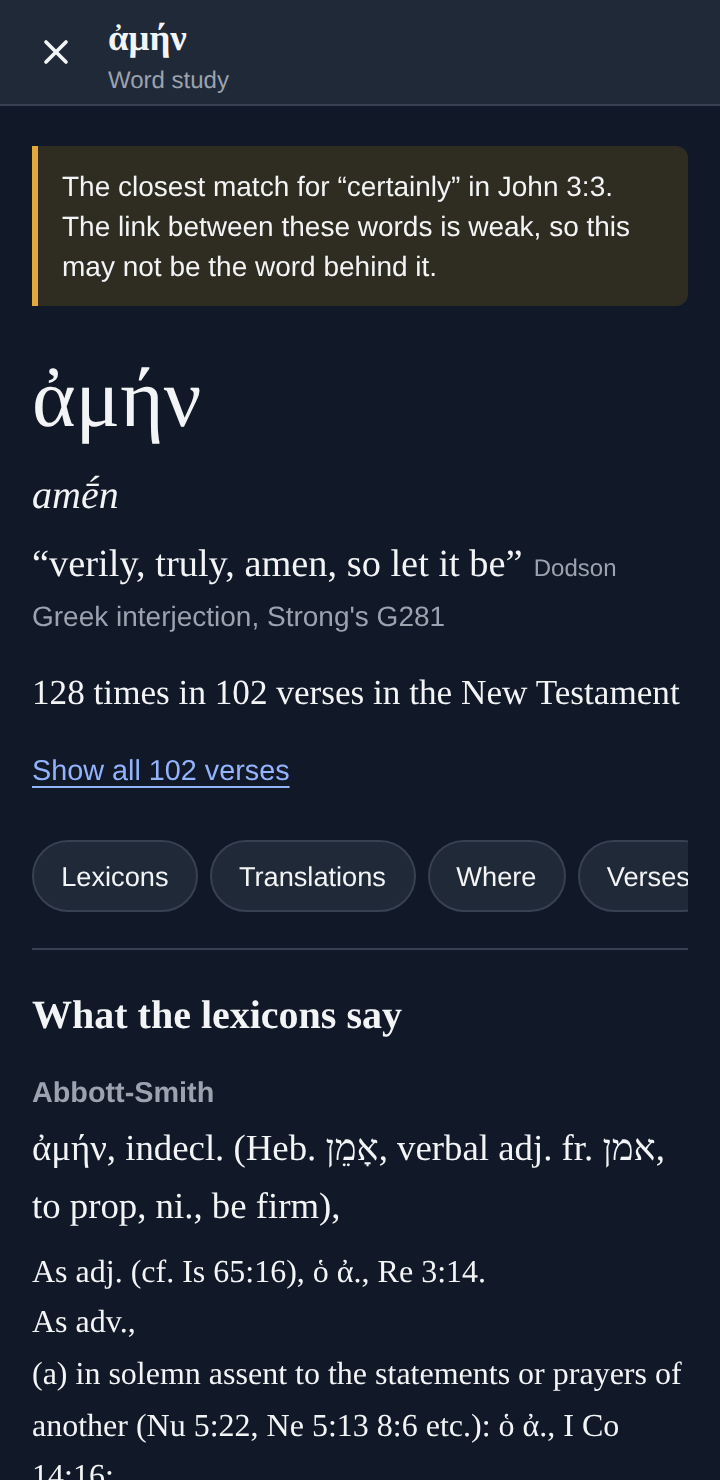 ἀμήν
Word study
The closest match for “certainly” in John 3:3.
The link between these words is weak, so this
may not be the word behind it.
ἀμήν
amḗn
“verily, truly, amen, so let it be” Dodson
Greek interjection, Strong's G281
128 times in 102 verses in the New Testament
Show all 102 verses
Lexicons Translations Where Verses
What the lexicons say
Abbott-Smith
ἀμήν, indecl. (Heb. אָמֵן, verbal adj. fr. אמן,
to prop, ni., be firm),
As adj. (cf. Is 65:16), ὁ ἀ., Re 3:14.
As adv.,
(a) in solemn assent to the statements or prayers of
another (Nu 5:22, Ne 5:13 8:6 etc.): ὁ ἀ., I Co
14:16;